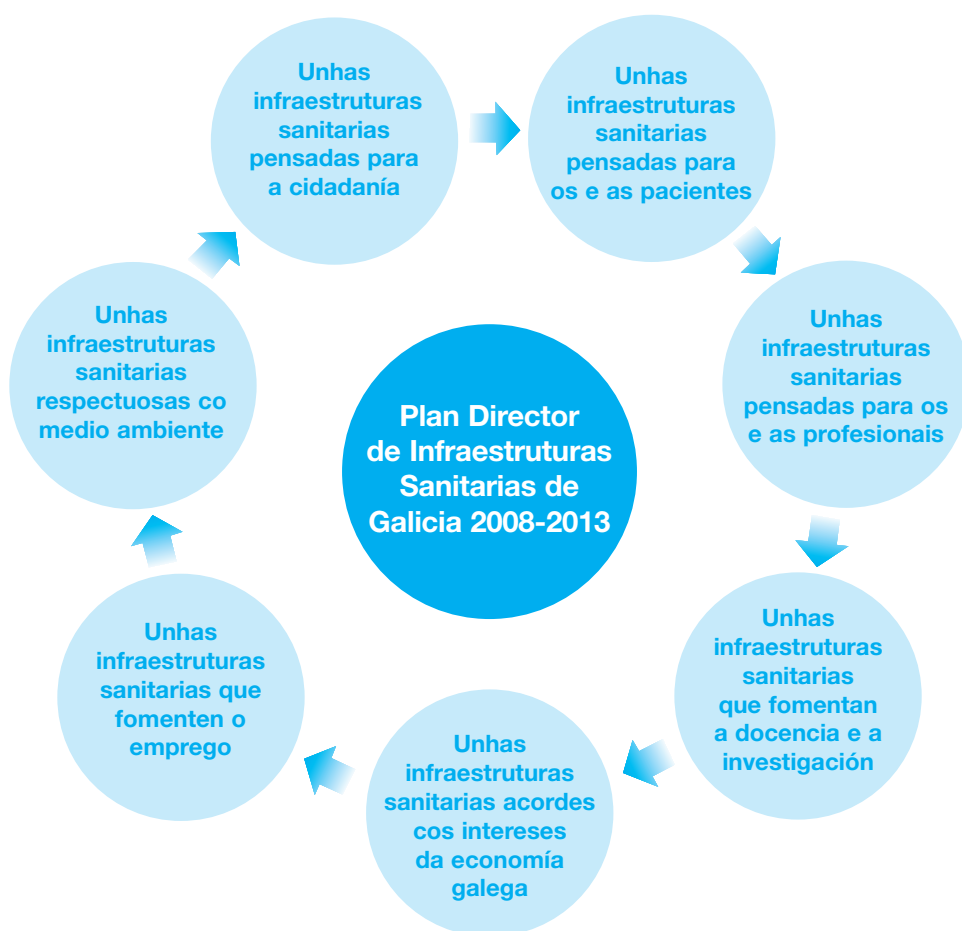 Unhas
infraestruturas
sanitarias
pensadas para
a cidadanía
Unhas
infraestruturas
sanitarias
pensadas para
os e as pacientes
Unhas
infraestruturas
sanitarias
pensadas para os
e as profesionais
Unhas
infraestruturas
sanitarias
que fomentan
a docencia e a
investigación
Unhas
infraestruturas
sanitarias acordes
cos intereses
da economía
galega
Unhas
infraestruturas
sanitarias que
fomenten o
emprego
Unhas
infraestruturas
sanitarias
respectuosas co
medio ambiente
Plan Director
de Infraestruturas
Sanitarias de
Galicia 2008-2013